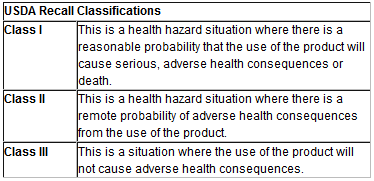 USDA Recall Classifications
Class I
This is a health hazard situation where there is a
reasonable probability that the use of the product will
cause serious, adverse health consequences or
death.
Class II
This is a health hazard situation where there is a
remote probability of adverse health consequences
from the use of the product.
Class III
This is a situation where the use of the product will
not cause adverse health consequences.